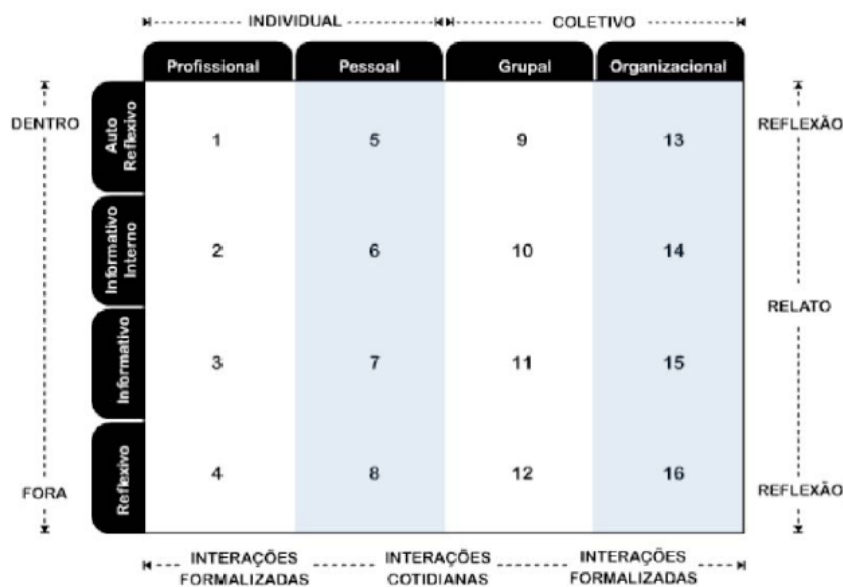 INDIVIDUAL COLETIVO
Profissional Pessoal Grupal Organizacional
DENTRO
Auto
Reflexivo
1 5 9 13
REFLEXÃO
Informativo
Interno
2 6 10 14
RELATO
Informativo
3 7 11 15
Reflexivo
4 8 12 16
FORA
REFLEXÃO
INTERAÇÕES INTERAÇÕES INTERAÇÕES
FORMALIZADAS COTIDIANAS FORMALIZADAS